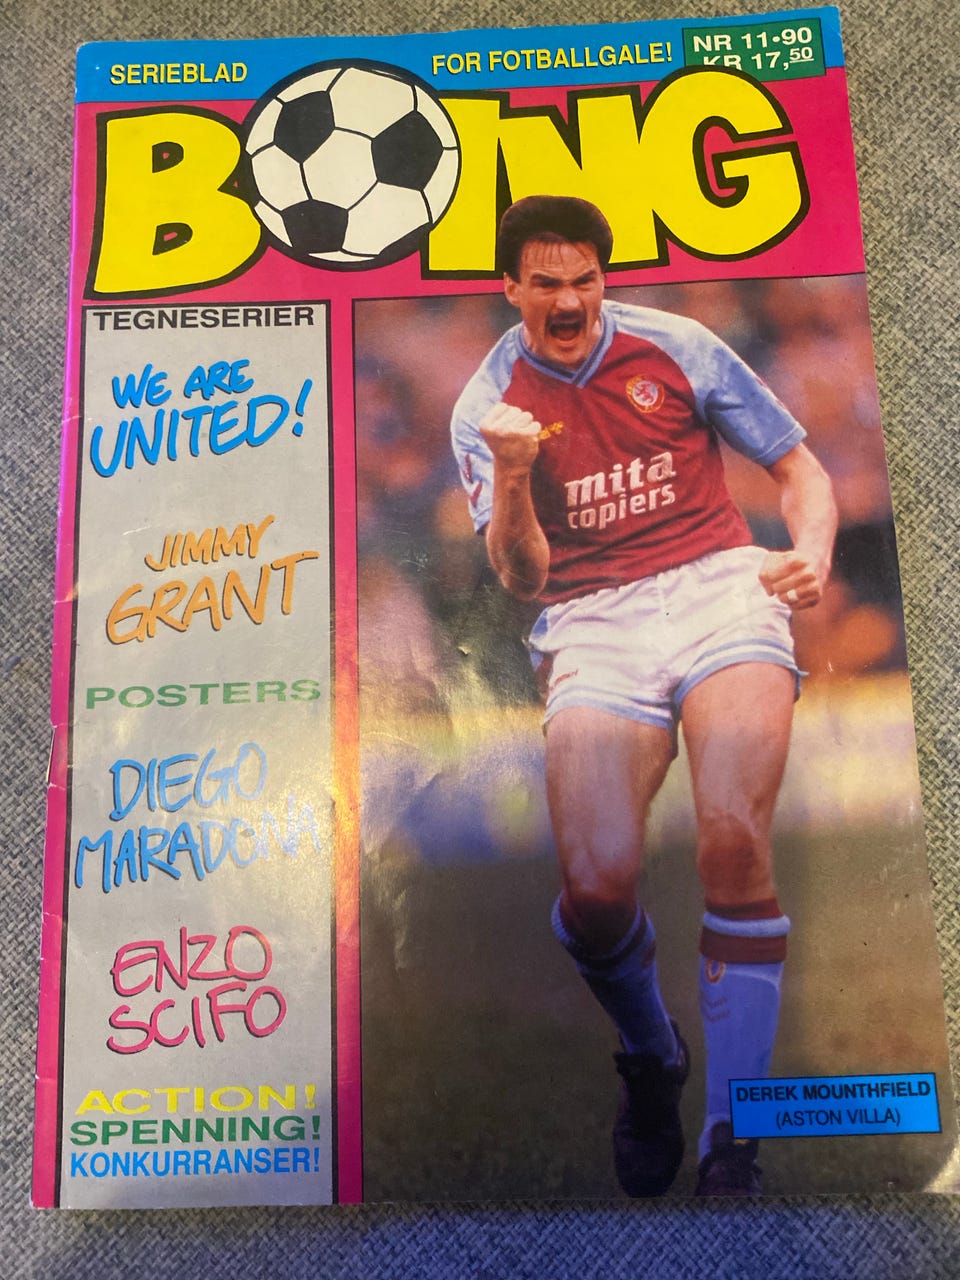 SERIEBLAD
FOR FOTBALLGALE!
NR 11•90
KR 17,50
BOING
TEGNESERIER
WE ARE
UNITED!
JIMMY
GRANT
POSTERS
DIEGO
MARADONA
ENZO
SCIFO
ACTION!
SPENNING!
KONKURRANSER!
mita
copiers
DEREK MOUNTHFIELD
(ASTON VILLA)